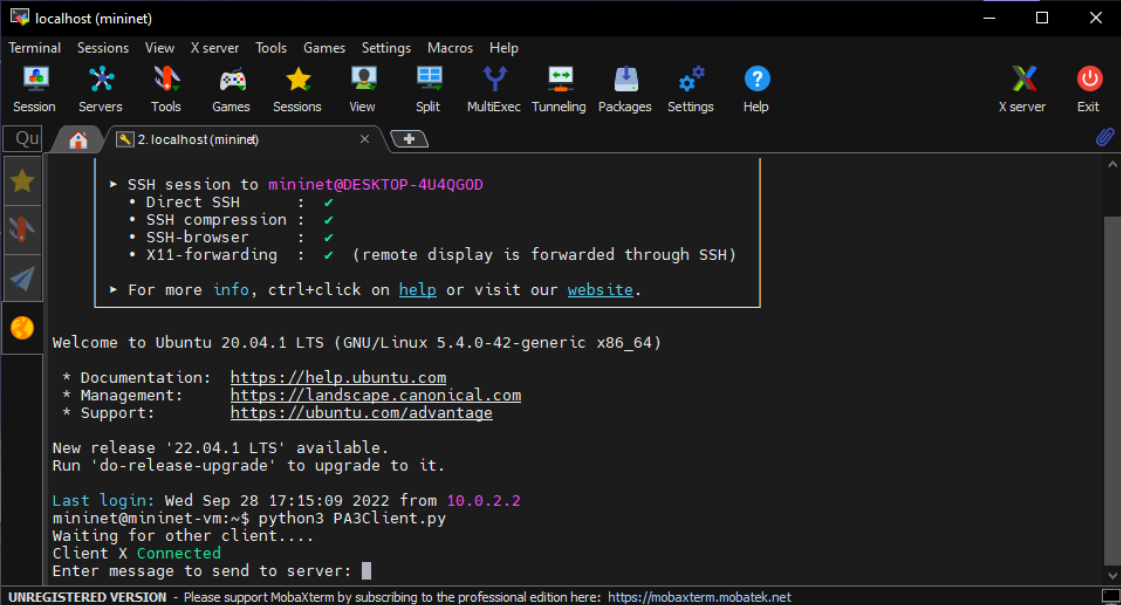 localhost (mininet)
Terminal Sessions View X server Tools Games Settings Macros Help
Session Servers Tools Games Sessions View Split MultiExec Tunneling Packages Settings Help X server Exit
Qu
2. localhost (mininet)
➤ SSH session to mininet@DESKTOP-4U4QGOD
• Direct SSH : ✔
• SSH compression : ✔
• SSH-browser : ✔
• X11-forwarding : ✔ (remote display is forwarded through SSH)
➤ For more info, ctrl+click on help or visit our website.
Welcome to Ubuntu 20.04.1 LTS (GNU/Linux 5.4.0-42-generic x86_64)
* Documentation: https://help.ubuntu.com
* Management: https://landscape.canonical.com
* Support: https://ubuntu.com/advantage
New release '22.04.1 LTS' available.
Run 'do-release-upgrade' to upgrade to it.
Last login: Wed Sep 28 17:15:09 2022 from 10.0.2.2
mininet@mininet-vm:~$ python3 PA3Client.py
Waiting for other client....
Client X Connected
Enter message to send to server:
UNREGISTERED VERSION - Please support MobaXterm by subscribing to the professional edition here: https://mobaxterm.mobatek.net